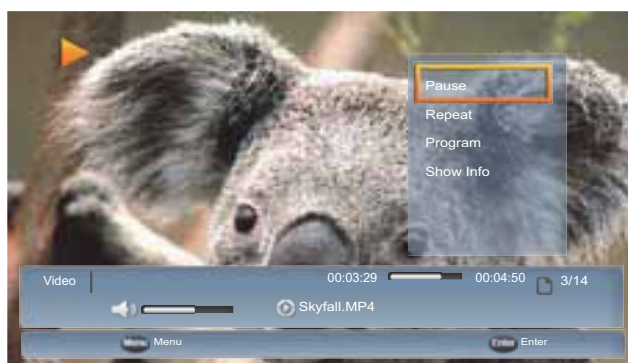 Pause
Repeat
Program
Show Info
Video 00:03:29 00:04:50 3/14
Skyfall.MP4
Menu Menu Enter Enter